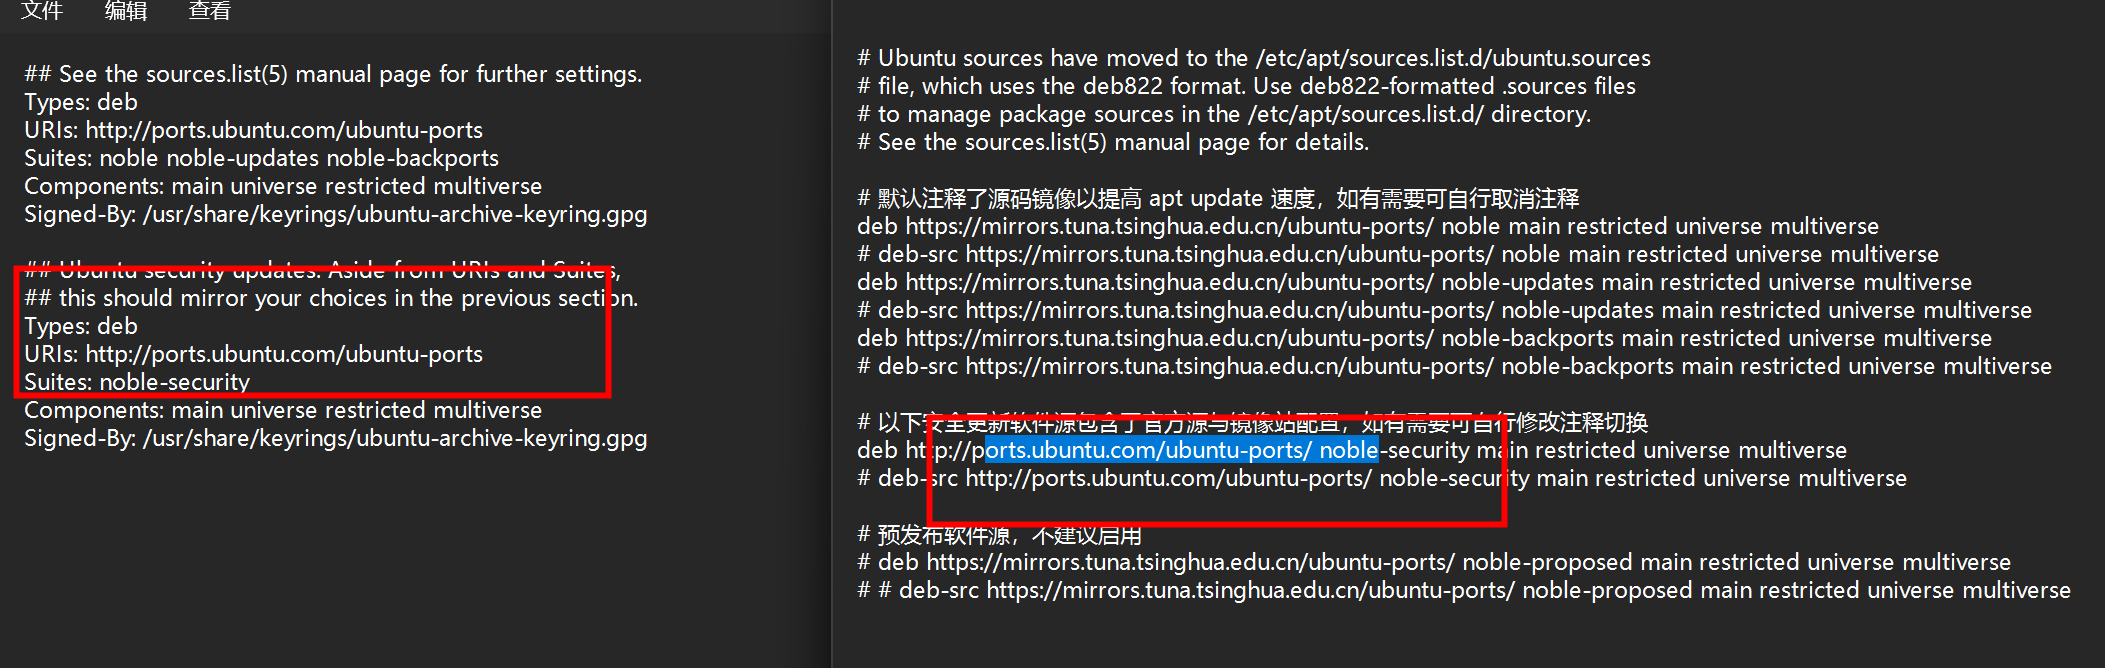 文件 编辑 查看
## See the sources.list(5) manual page for further settings.
Types: deb
URIs: http://ports.ubuntu.com/ubuntu-ports
Suites: noble noble-updates noble-backports
Components: main universe restricted multiverse
Signed-By: /usr/share/keyrings/ubuntu-archive-keyring.gpg
## Ubuntu security updates. Aside from URIs and Suites,
## this should mirror your choices in the previous section.
Types: deb
URIs: http://ports.ubuntu.com/ubuntu-ports
Suites: noble-security
Components: main universe restricted multiverse
Signed-By: /usr/share/keyrings/ubuntu-archive-keyring.gpg
# Ubuntu sources have moved to the /etc/apt/sources.list.d/ubuntu.sources
# file, which uses the deb822 format. Use deb822-formatted .sources files
# to manage package sources in the /etc/apt/sources.list.d/ directory.
# See the sources.list(5) manual page for details.
# 默认注释了源码镜像以提高 apt update 速度，如有需要可自行取消注释
deb https://mirrors.tuna.tsinghua.edu.cn/ubuntu-ports/ noble main restricted universe multiverse
# deb-src https://mirrors.tuna.tsinghua.edu.cn/ubuntu-ports/ noble main restricted universe multiverse
deb https://mirrors.tuna.tsinghua.edu.cn/ubuntu-ports/ noble-updates main restricted universe multiverse
# deb-src https://mirrors.tuna.tsinghua.edu.cn/ubuntu-ports/ noble-updates main restricted universe multiverse
deb https://mirrors.tuna.tsinghua.edu.cn/ubuntu-ports/ noble-backports main restricted universe multiverse
# deb-src https://mirrors.tuna.tsinghua.edu.cn/ubuntu-ports/ noble-backports main restricted universe multiverse
# 以下安全更新软件源包含了官方源与镜像站配置，如有需要可自行修改注释切换
deb http://ports.ubuntu.com/ubuntu-ports/ noble-security main restricted universe multiverse
# deb-src http://ports.ubuntu.com/ubuntu-ports/ noble-security main restricted universe multiverse
# 预发布软件源，不建议启用
# deb https://mirrors.tuna.tsinghua.edu.cn/ubuntu-ports/ noble-proposed main restricted universe multiverse
# # deb-src https://mirrors.tuna.tsinghua.edu.cn/ubuntu-ports/ noble-proposed main restricted universe multiverse